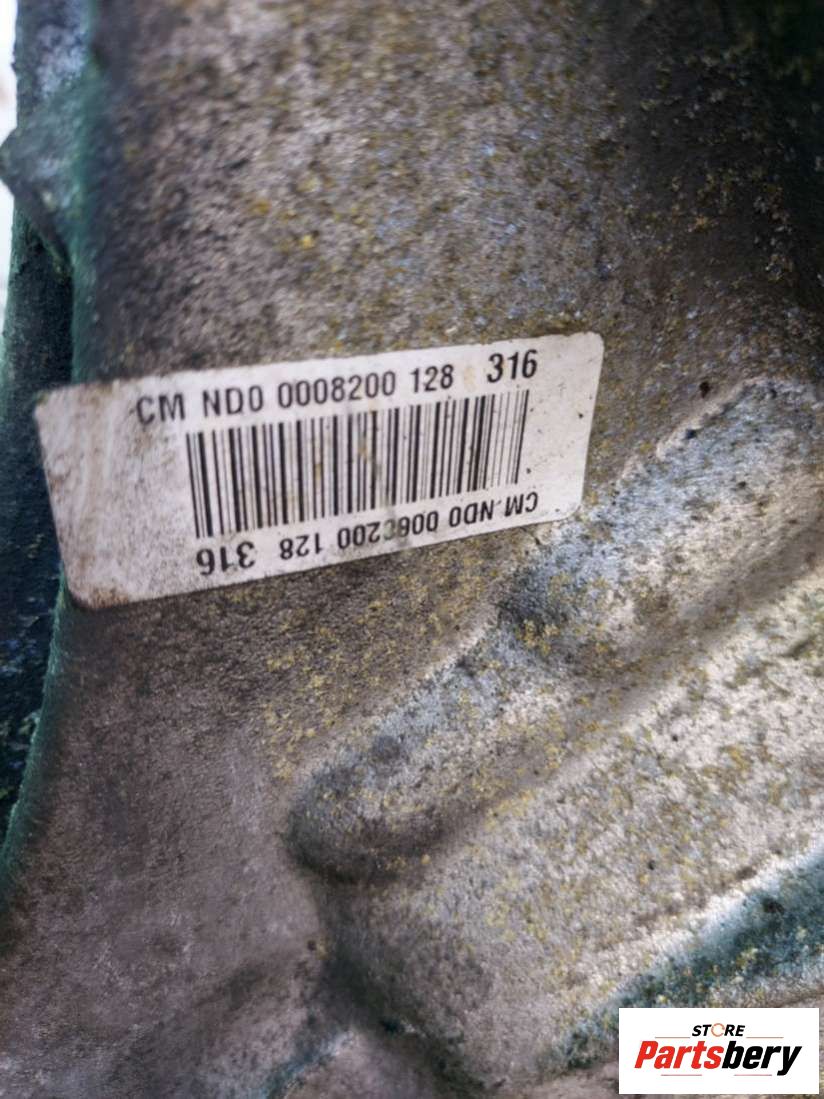 CM ND0 0008200 128 316
CM ND0 0008200 128 316
STORE
Partsbery